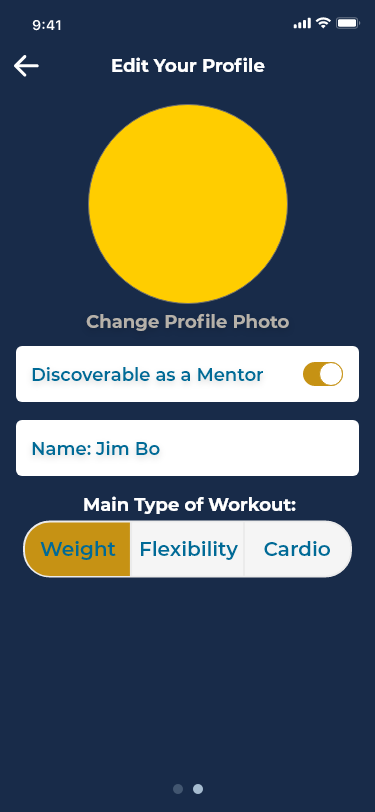 9:41
Edit Your Profile
Change Profile Photo
Discoverable as a Mentor
Name: Jim Bo
Main Type of Workout:
Weight Flexibility Cardio